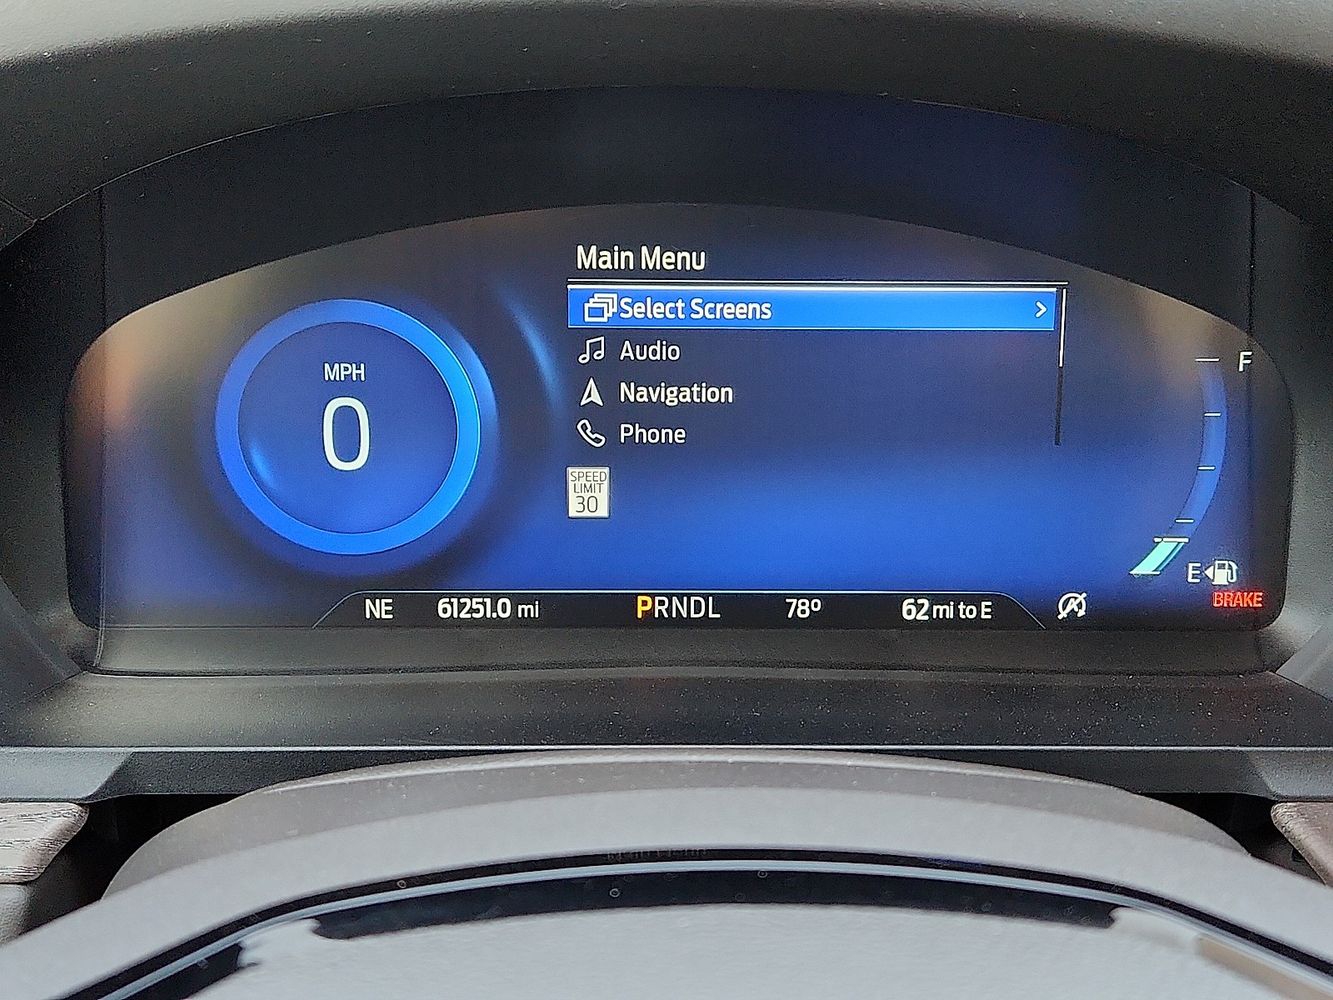 Main Menu
Select Screens >
Audio
Navigation
Phone
MPH
0
SPEED
LIMIT
30
F
E
BRAKE
NE 61251.0 mi PRNDL 78º 62 mi to E